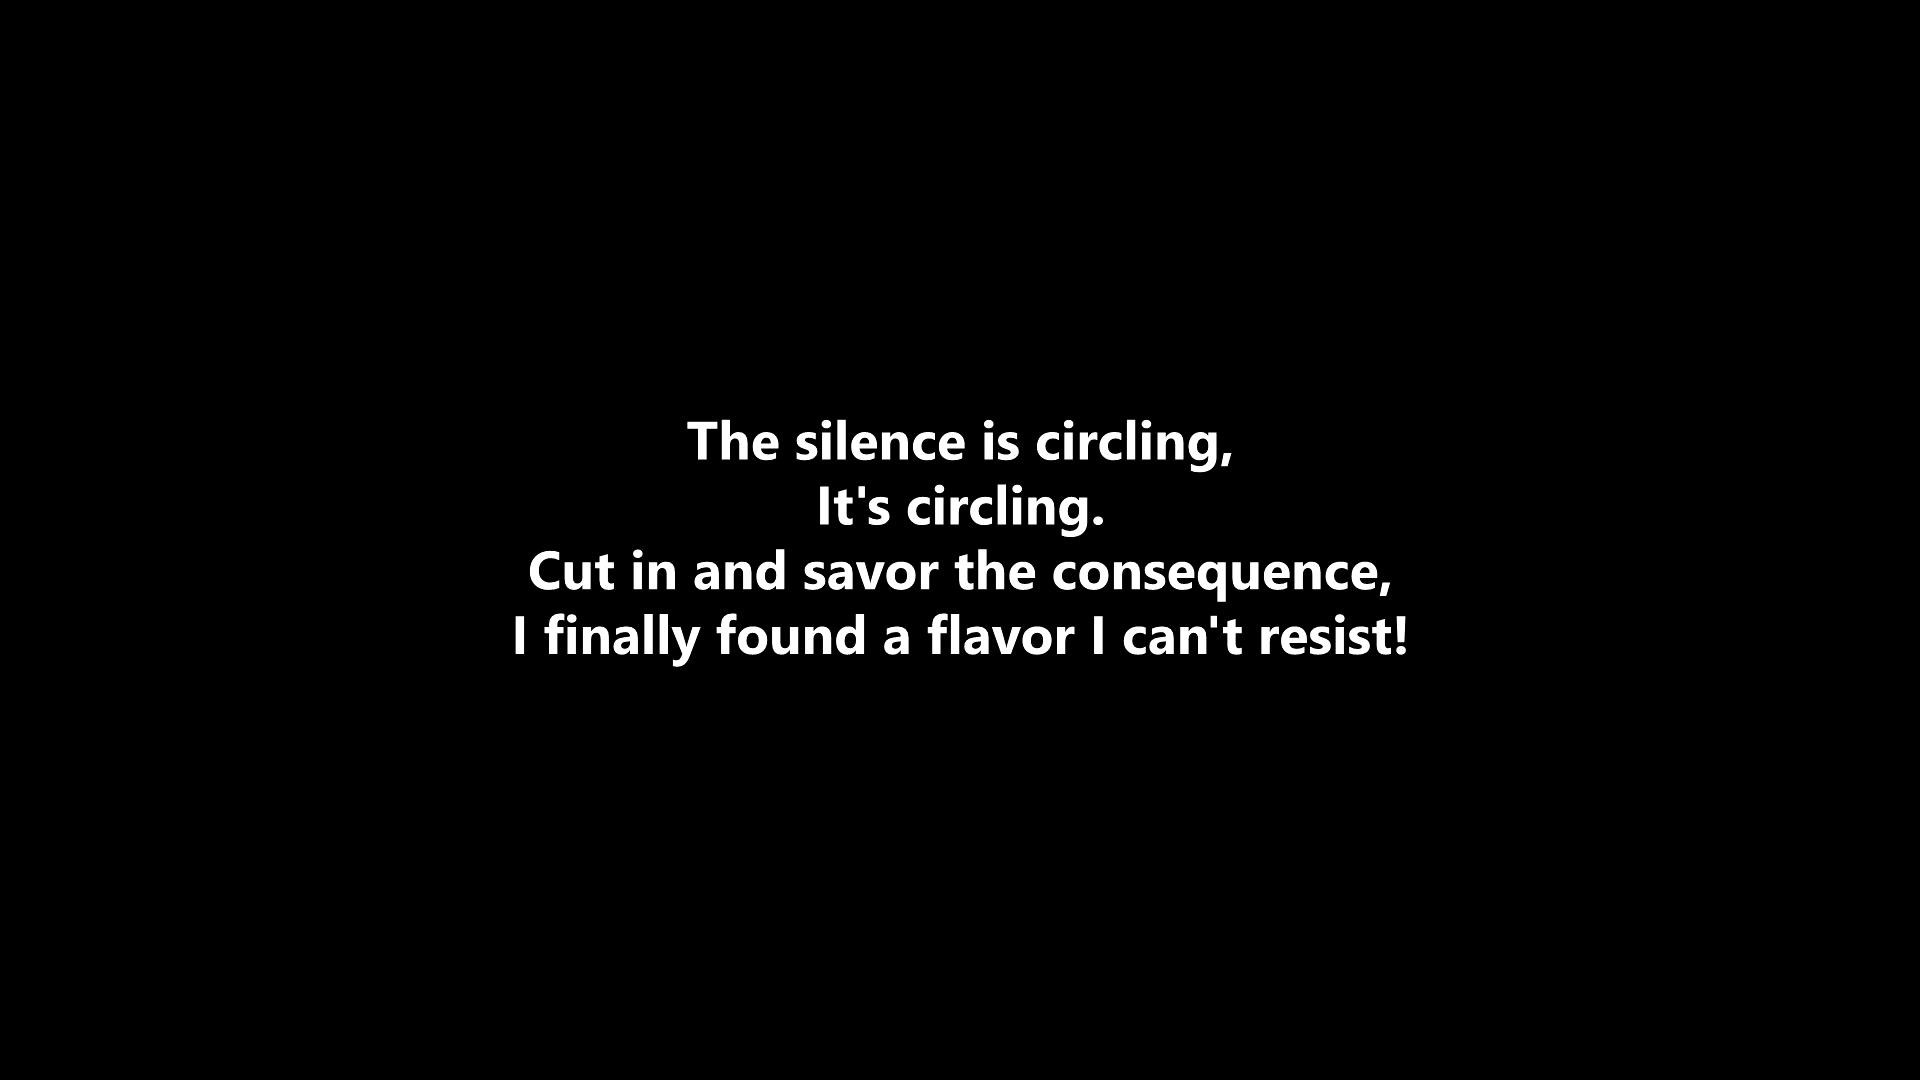 The silence is circling,
It's circling.
Cut in and savor the consequence,
I finally found a flavor I can't resist!